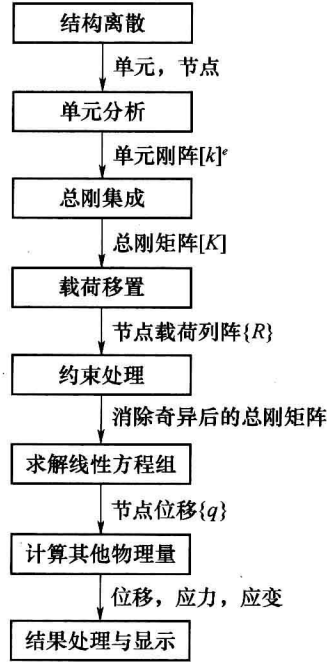 结构离散
单元，节点
单元分析
单元刚阵[k]ᵉ
总刚集成
总刚矩阵[K]
载荷移置
节点载荷列阵{R}
约束处理
消除奇异后的总刚矩阵
求解线性方程组
节点位移{q}
计算其他物理量
位移，应力，应变
结果处理与显示